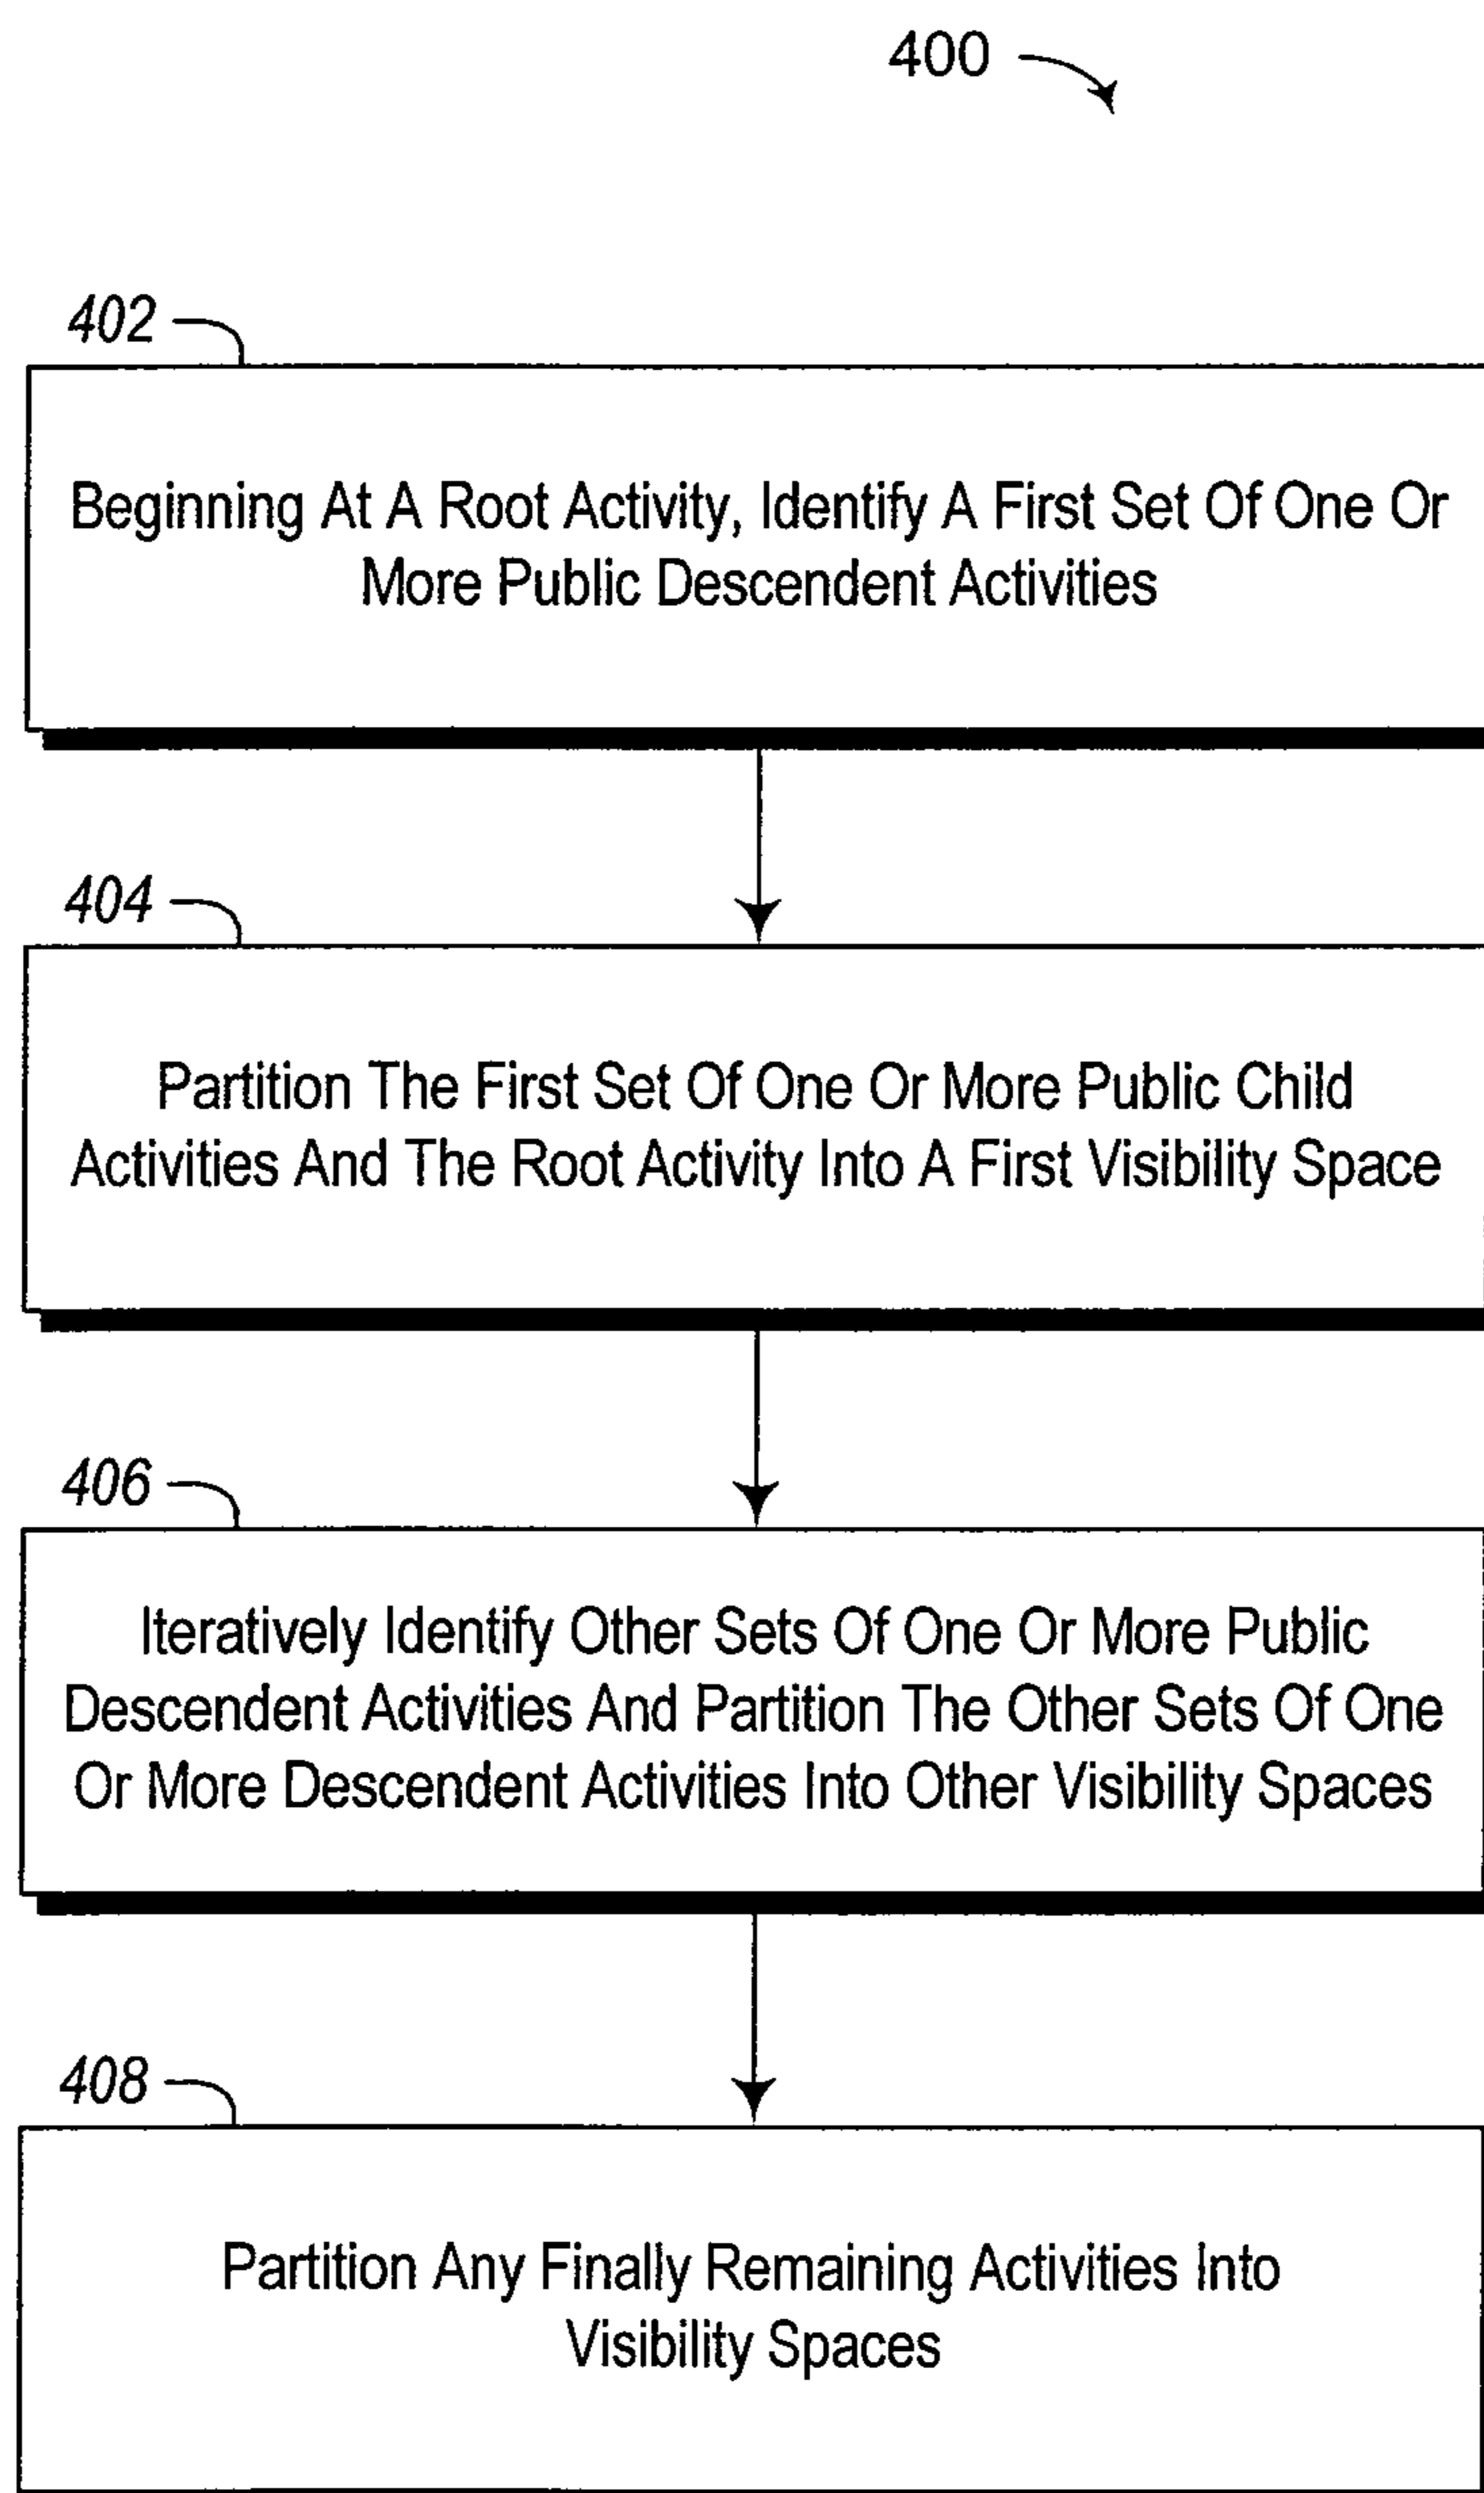 400
402
Beginning At A Root Activity, Identify A First Set Of One Or
More Public Descendent Activities
404
Partition The First Set Of One Or More Public Child
Activities And The Root Activity Into A First Visibility Space
406
Iteratively Identify Other Sets Of One Or More Public
Descendent Activities And Partition The Other Sets Of One
Or More Descendent Activities Into Other Visibility Spaces
408
Partition Any Finally Remaining Activities Into
Visibility Spaces